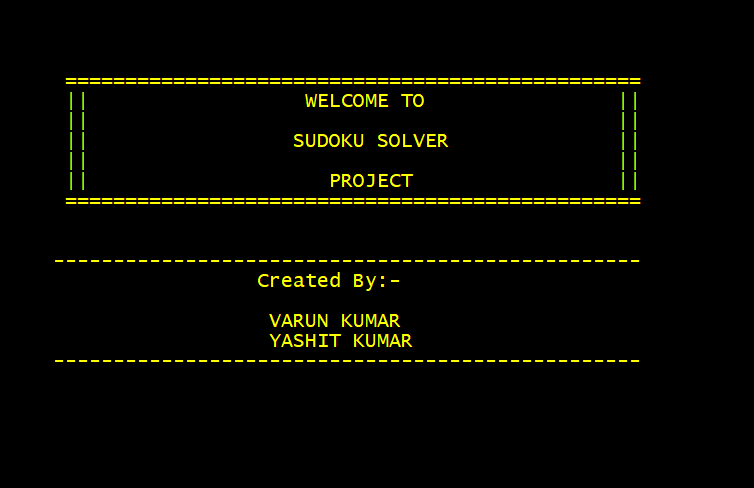 ================================================
|| WELCOME TO ||
|| ||
|| SUDOKU SOLVER ||
|| ||
|| PROJECT ||
================================================
-------------------------------------------------
Created By:-
VARUN KUMAR
YASHIT KUMAR
-------------------------------------------------